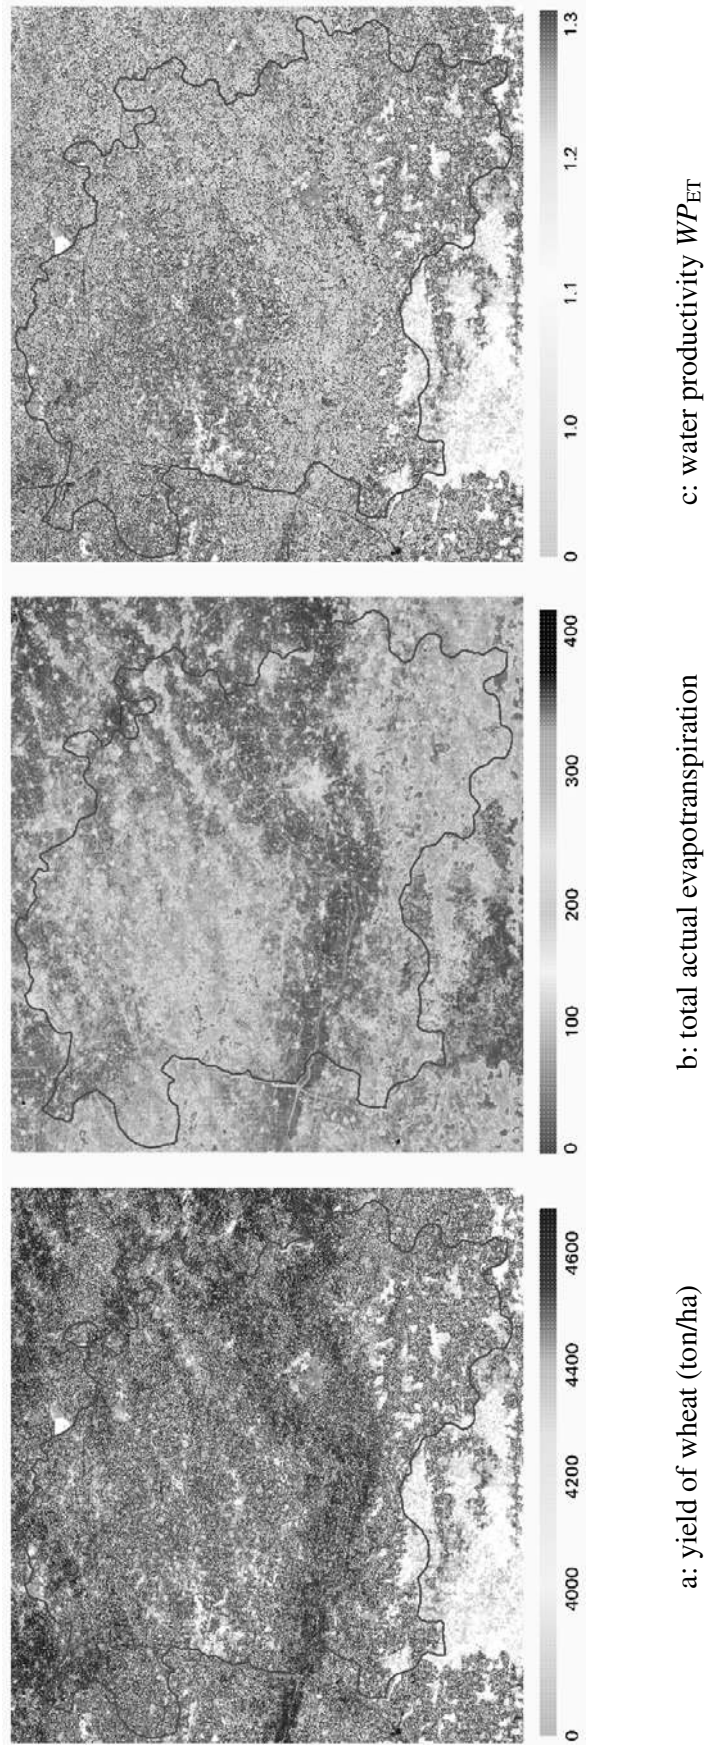 0 4000 4200 4400 4600
a: yield of wheat (ton/ha)
0 100 200 300 400
b: total actual evapotranspiration
0 1.0 1.1 1.2 1.3
c: water productivity WP_ET